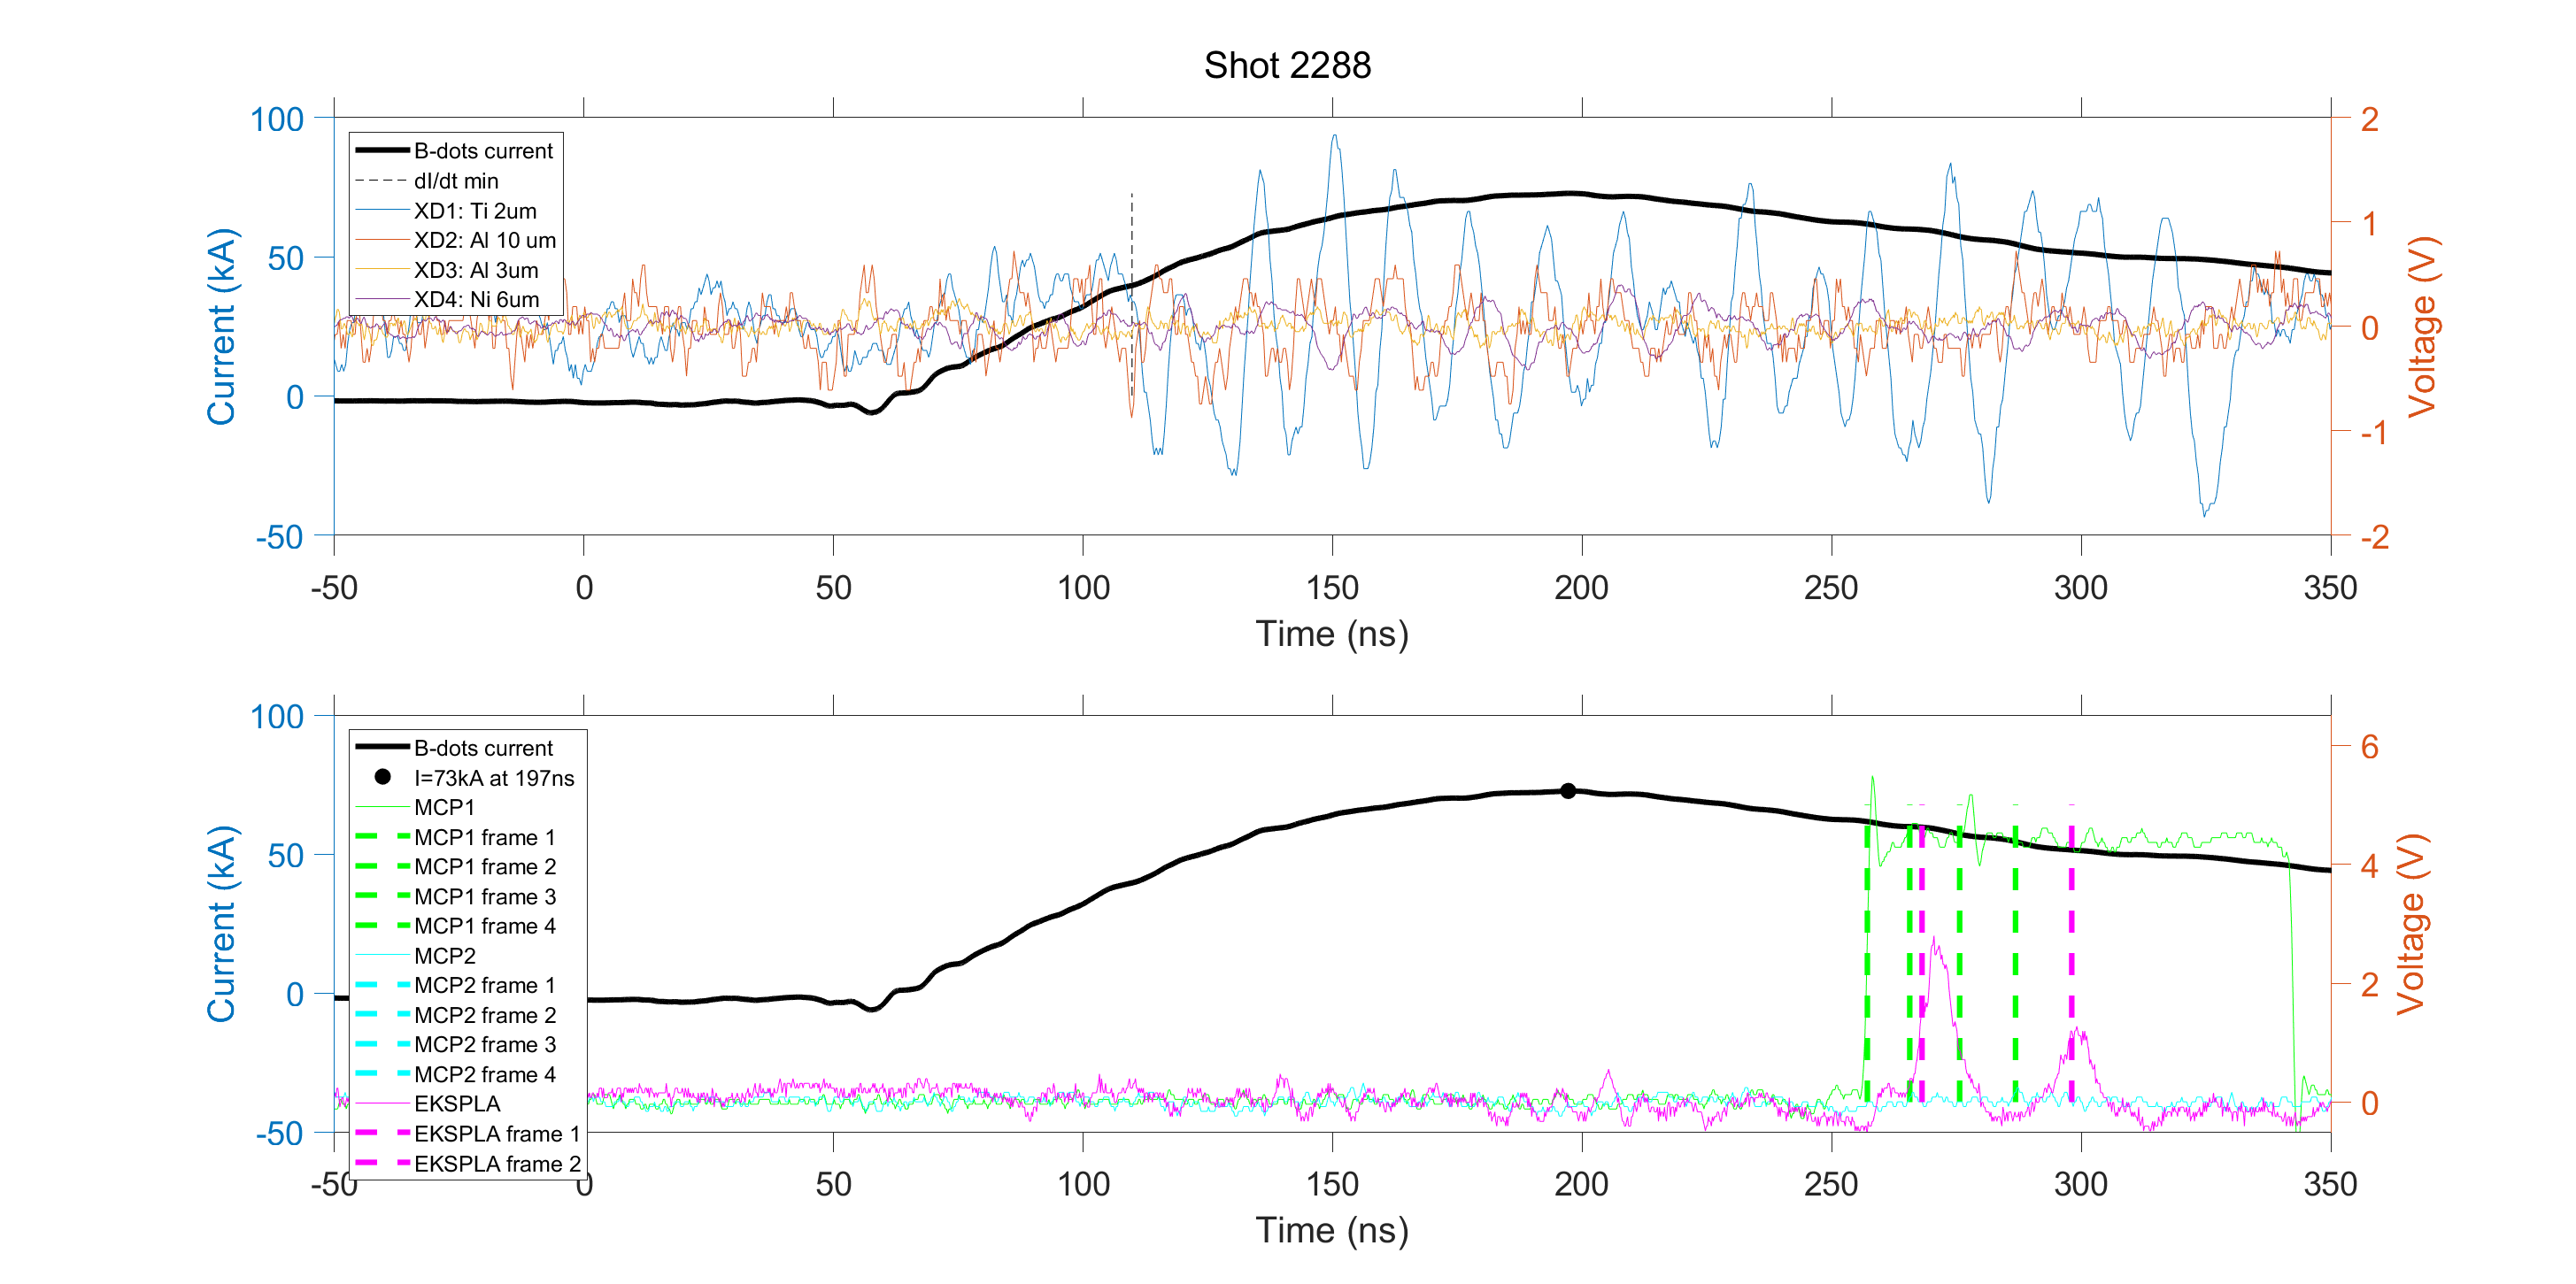 Shot 2288
100
50
0
-50
Current (kA)
B-dots current
dI/dt min
XD1: Ti 2um
XD2: Al 10 um
XD3: Al 3um
XD4: Ni 6um
2
1
0
-1
-2
Voltage (V)
-50 0 50 100 150 200 250 300 350
Time (ns)
100
50
0
-50
Current (kA)
B-dots current
I=73kA at 197ns
MCP1
MCP1 frame 1
MCP1 frame 2
MCP1 frame 3
MCP1 frame 4
MCP2
MCP2 frame 1
MCP2 frame 2
MCP2 frame 3
MCP2 frame 4
EKSPLA
EKSPLA frame 1
EKSPLA frame 2
6
4
2
0
Voltage (V)
-50 0 50 100 150 200 250 300 350
Time (ns)